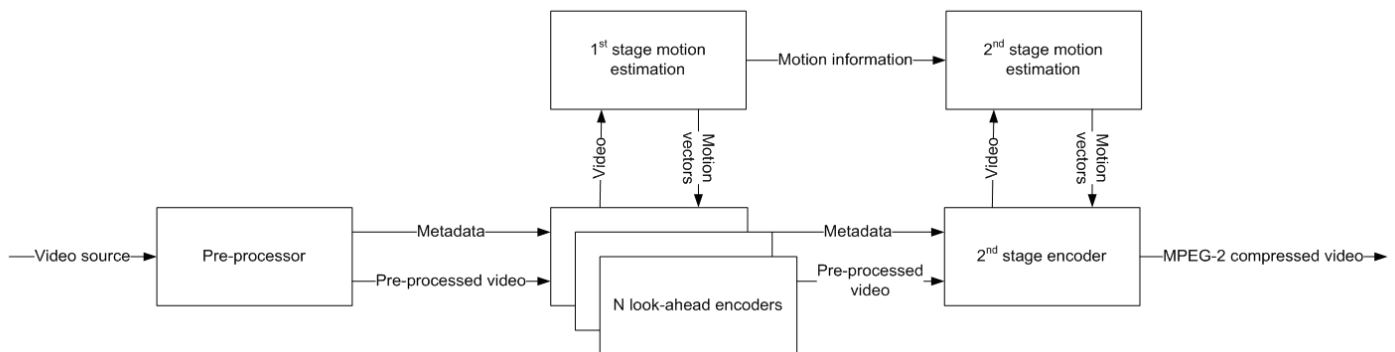 1st stage motion
estimation
Motion information
2nd stage motion
estimation
Video
Motion
vectors
Video
Motion
vectors
Video source
Pre-processor
Metadata
Pre-processed video
N look-ahead encoders
Metadata
Pre-processed
video
2nd stage encoder
MPEG-2 compressed video